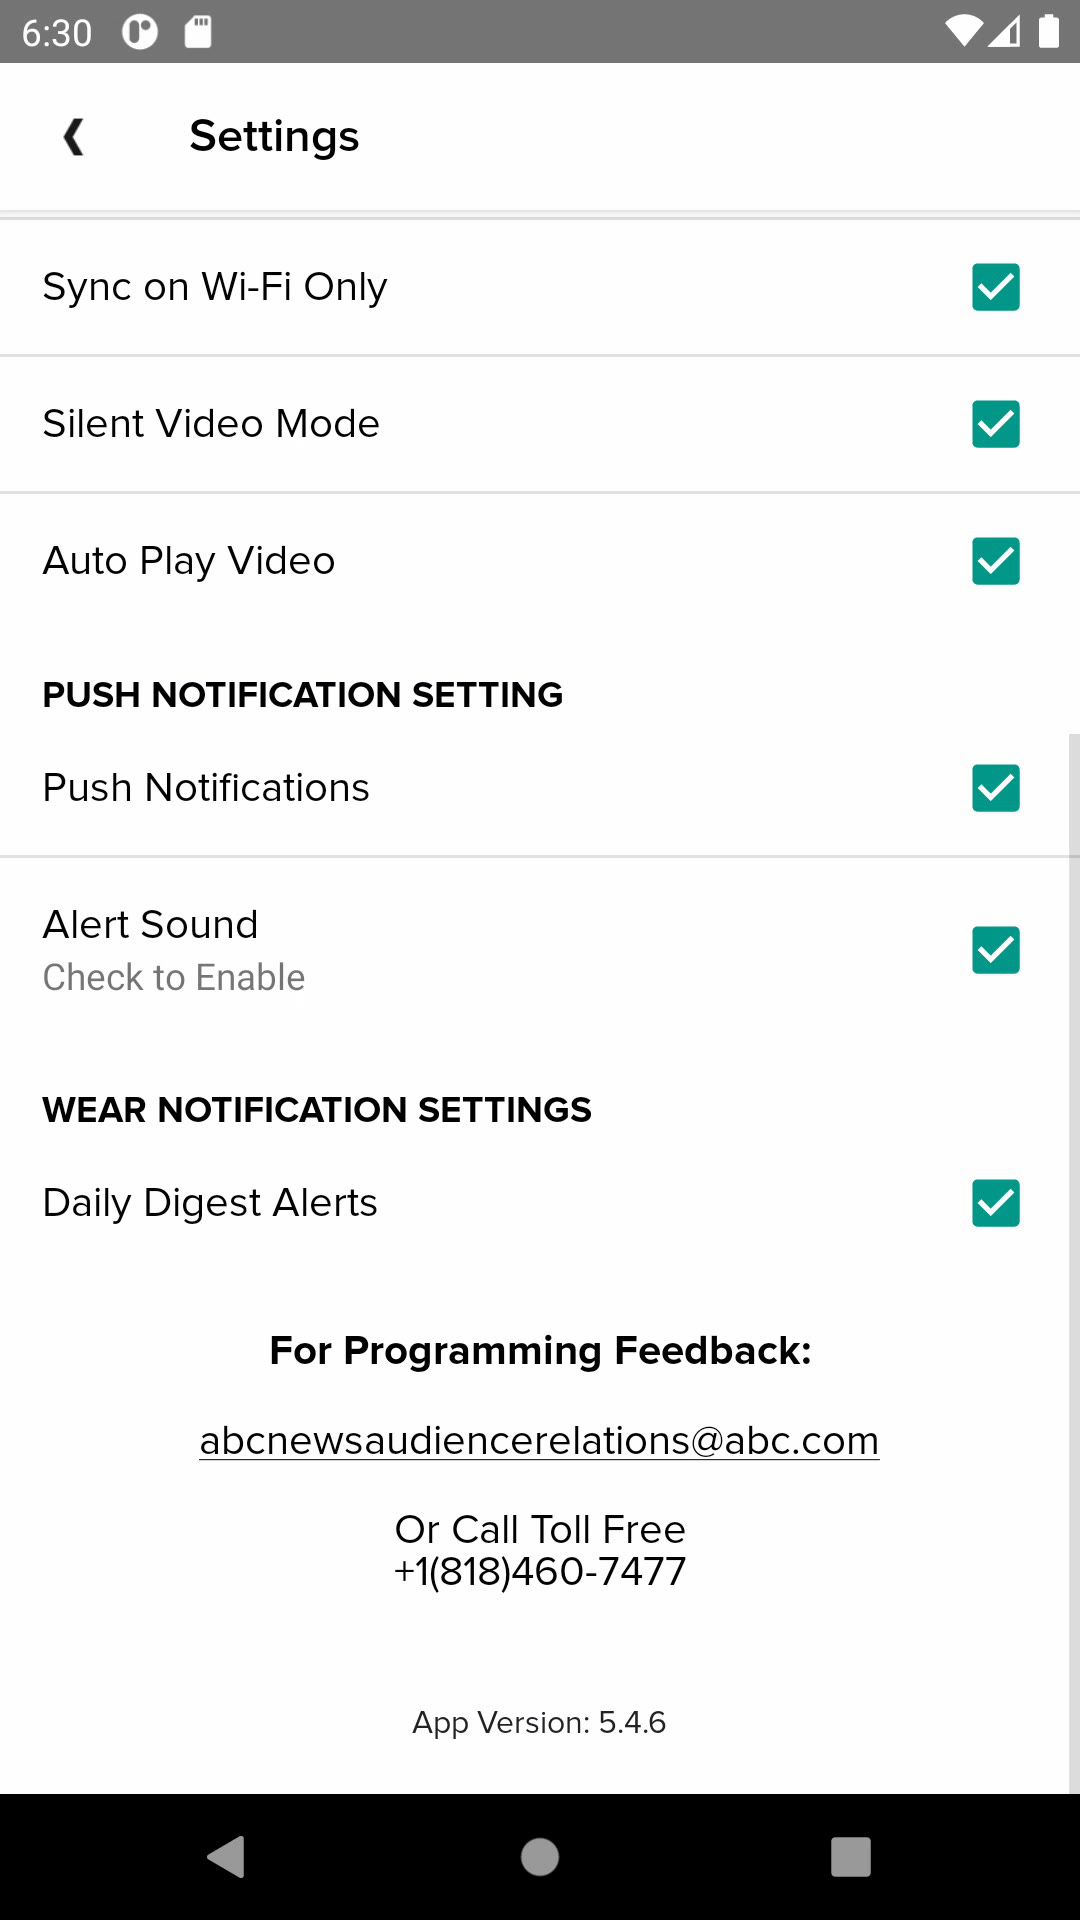 6:30
Settings
Sync on Wi-Fi Only
Silent Video Mode
Auto Play Video
PUSH NOTIFICATION SETTING
Push Notifications
Alert Sound
Check to Enable
WEAR NOTIFICATION SETTINGS
Daily Digest Alerts
For Programming Feedback:
abcnewsaudiencerelations@abc.com
Or Call Toll Free
+1(818)460-7477
App Version: 5.4.6